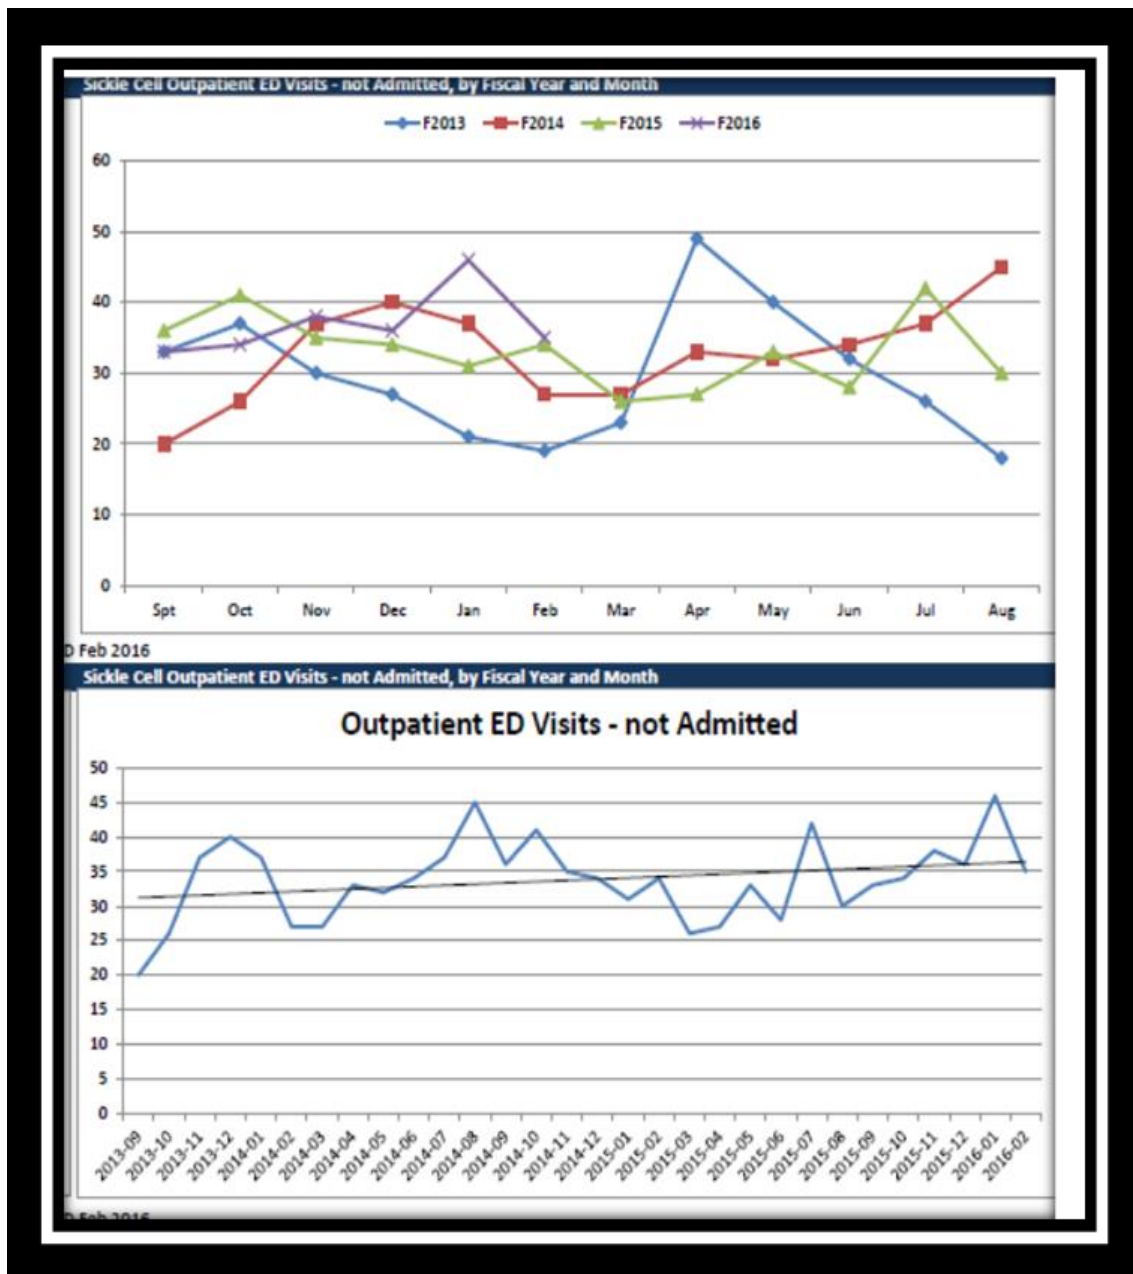 Sickle Cell Outpatient ED Visits - not Admitted, by Fiscal Year and Month
F2013 F2014 F2015 F2016
60
50
40
30
20
10
0
Spt Oct Nov Dec Jan Feb Mar Apr May Jun Jul Aug
D Feb 2016
Sickle Cell Outpatient ED Visits - not Admitted, by Fiscal Year and Month
Outpatient ED Visits - not Admitted
50
45
40
35
30
25
20
15
10
5
0
2013-09 2013-10 2013-11 2013-12 2014-01 2014-02 2014-03 2014-04 2014-05 2014-06 2014-07 2014-08 2014-09 2014-10 2014-11 2014-12 2015-01 2015-02 2015-03 2015-04 2015-05 2015-06 2015-07 2015-08 2015-09 2015-10 2015-11 2015-12 2016-01 2016-02
D Feb 2016